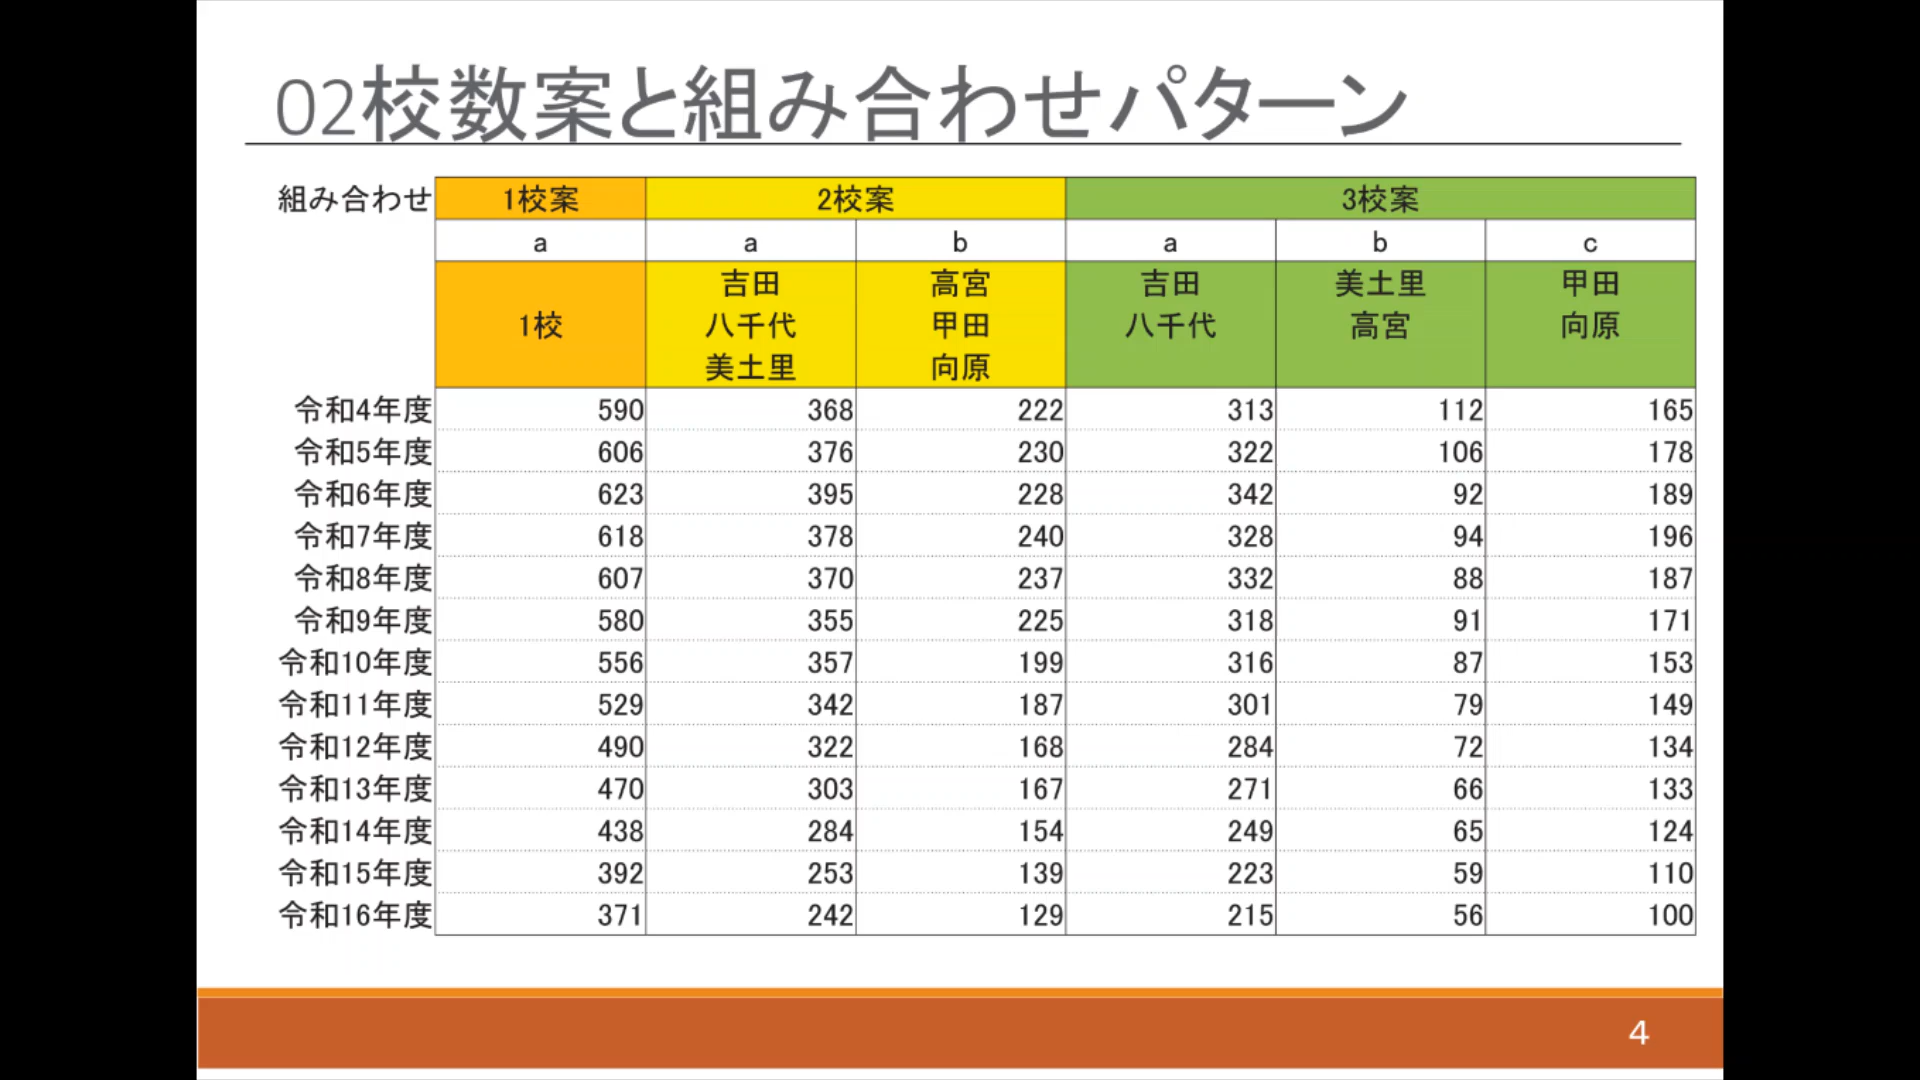 02校数案と組み合わせパターン
組み合わせ 1校案 2校案 3校案
a a b a b c
1校 吉田 八千代 美土里 高宮 甲田 向原 吉田 八千代 美土里 高宮 甲田 向原
令和4年度 590 368 222 313 112 165
令和5年度 606 376 230 322 106 178
令和6年度 623 395 228 342 92 189
令和7年度 618 378 240 328 94 196
令和8年度 607 370 237 332 88 187
令和9年度 580 355 225 318 91 171
令和10年度 556 357 199 316 87 153
令和11年度 529 342 187 301 79 149
令和12年度 490 322 168 284 72 134
令和13年度 470 303 167 271 66 133
令和14年度 438 284 154 249 65 124
令和15年度 392 253 139 223 59 110
令和16年度 371 242 129 215 56 100
4